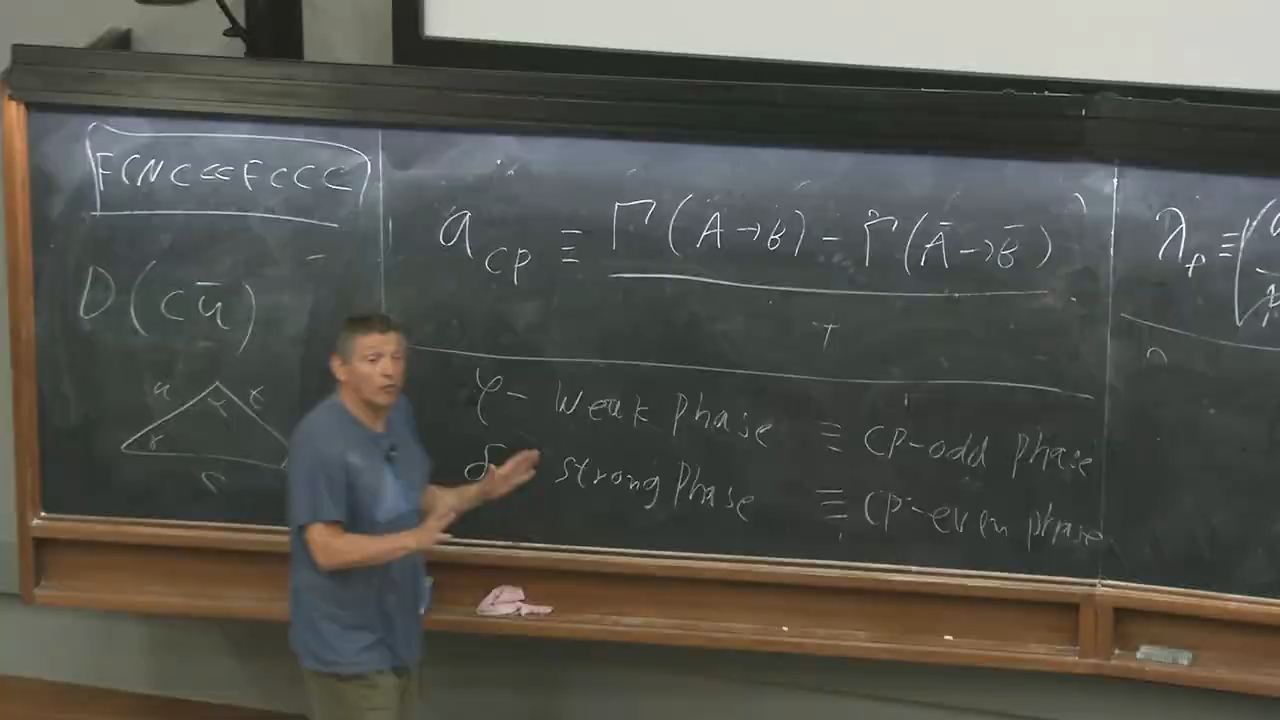 FCNC<<FCCC
D(cū)
a_CP ≡ Γ(A→B) - Γ(Ā→B̄)
+
φ - Weak Phase ≡ CP-odd Phase
δ strong Phase ≡ CP-even phase
λ_f ≡